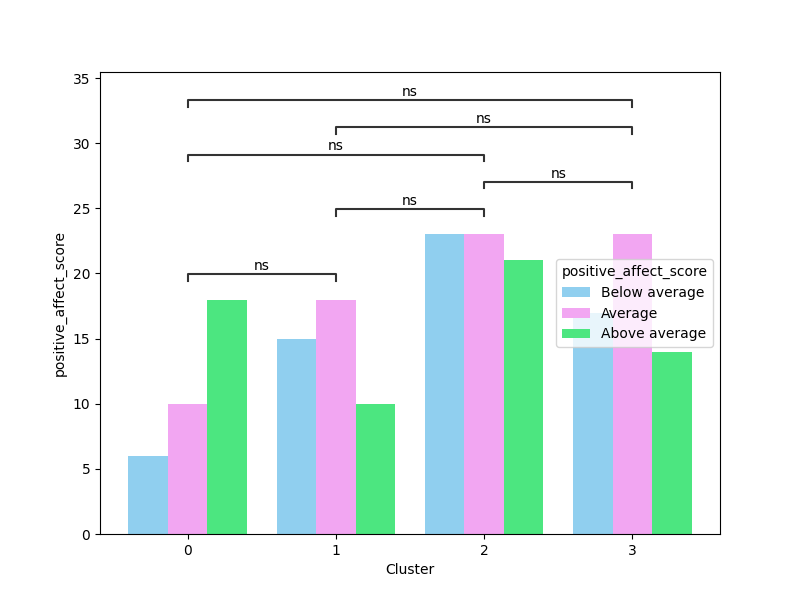 35
30
25
20
15
10
5
0
positive_affect_score
ns
ns
ns
ns
ns
ns
positive_affect_score
Below average
Average
Above average
0 1 2 3
Cluster